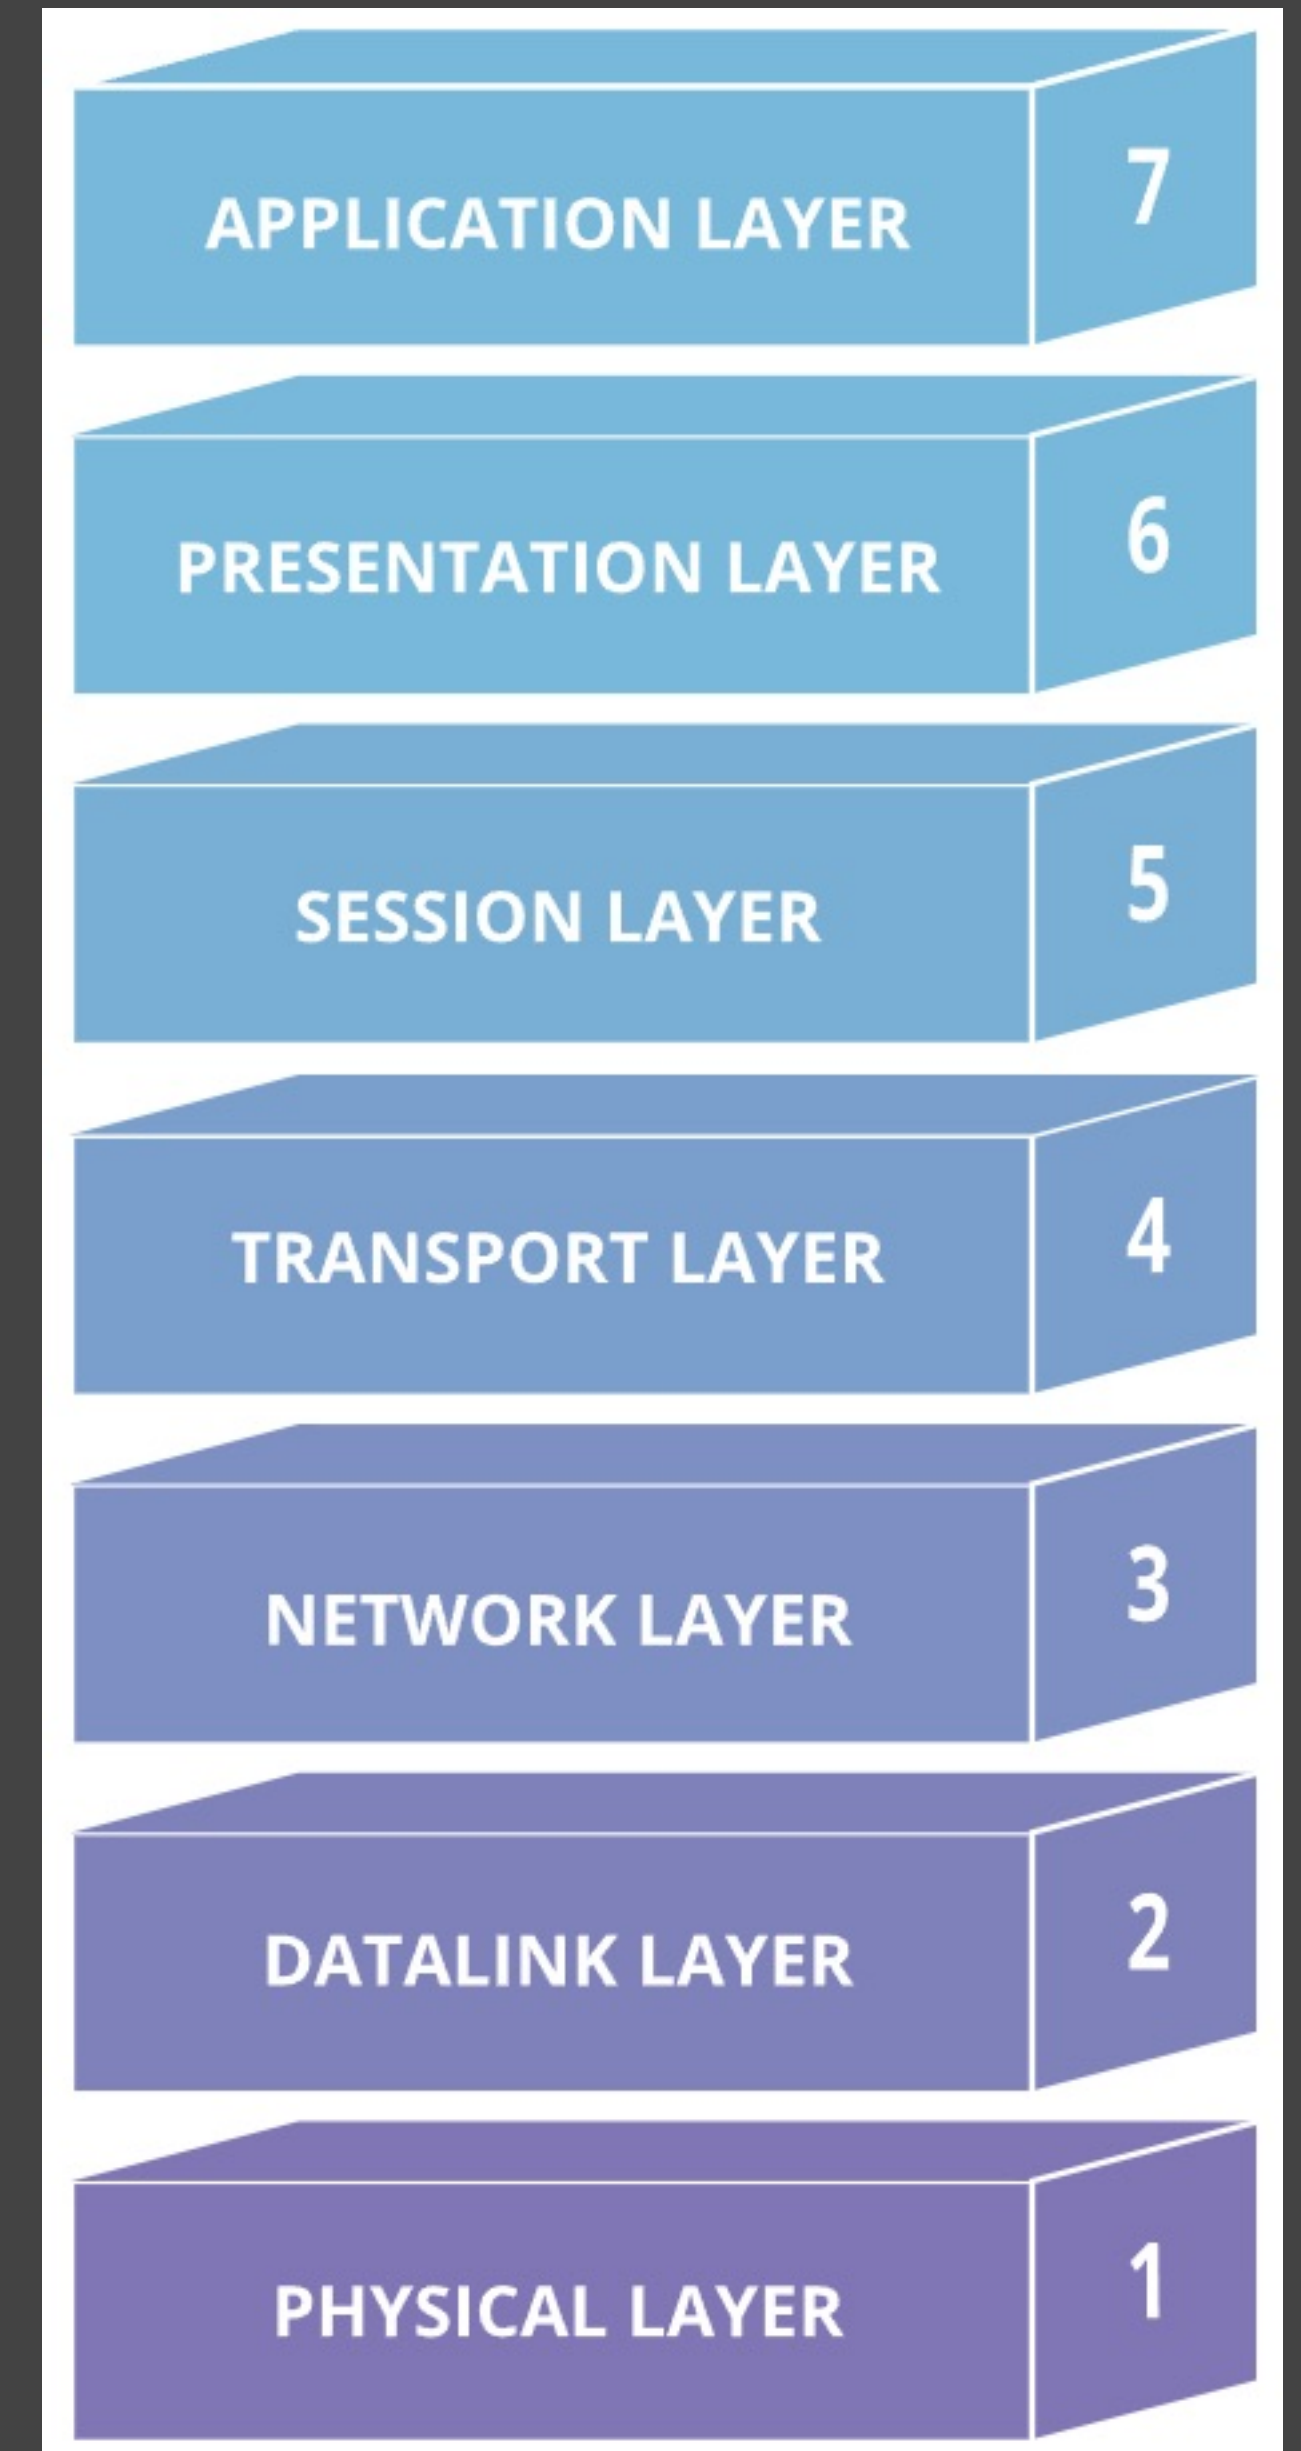 APPLICATION LAYER 7
PRESENTATION LAYER 6
SESSION LAYER 5
TRANSPORT LAYER 4
NETWORK LAYER 3
DATALINK LAYER 2
PHYSICAL LAYER 1